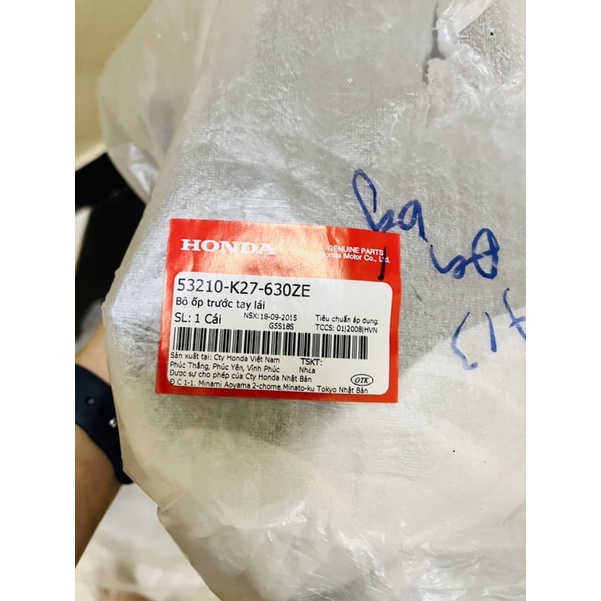 HONDA
GENUINE PARTS
Honda Motor Co., Ltd.
53210-K27-630ZE
Bô ốp trước tay lái
SL: 1 Cái
NSX:18-09-2015
G5S18S
Tiêu chuẩn áp dụng:
TCCS: 01|2008|HVN
Sản xuất tại: Cty Honda Việt Nam
Phúc Thắng, Phúc Yên, Vĩnh Phúc
TSKT:
Nhựa
Được sự cho phép của Cty Honda Nhật Bản
Đ C 1-1. Minami Aoyama 2-chome.Minato-ku Tokyo Nhật Bản
OTK